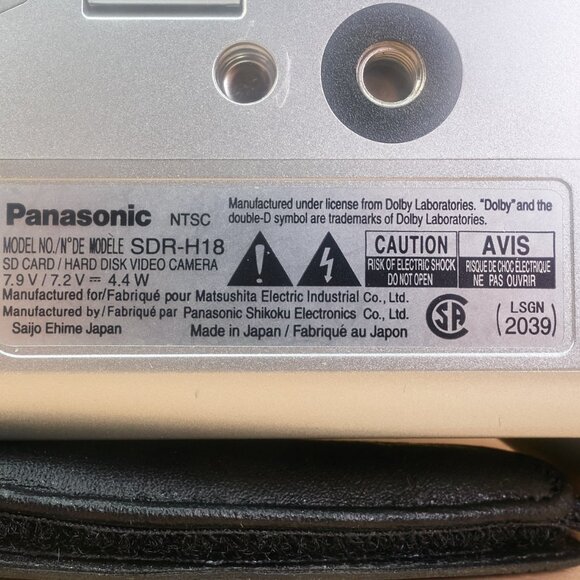 Panasonic NTSC
Manufactured under license from Dolby Laboratories. "Dolby" and the
double-D symbol are trademarks of Dolby Laboratories.
MODEL NO./N° DE MODÈLE SDR-H18
SD CARD / HARD DISK VIDEO CAMERA
7.9 V / 7.2 V ⎓ 4.4 W
CAUTION
RISK OF ELECTRIC SHOCK
DO NOT OPEN
AVIS
RISQUE DE CHOC ÉLECTRIQUE
NE PAS OUVRIR
Manufactured for/Fabriqué pour Matsushita Electric Industrial Co., Ltd.
Manufactured by/Fabriqué par Panasonic Shikoku Electronics Co., Ltd.
Saijo Ehime Japan Made in Japan / Fabriqué au Japon
SA
LSGN
(2039)